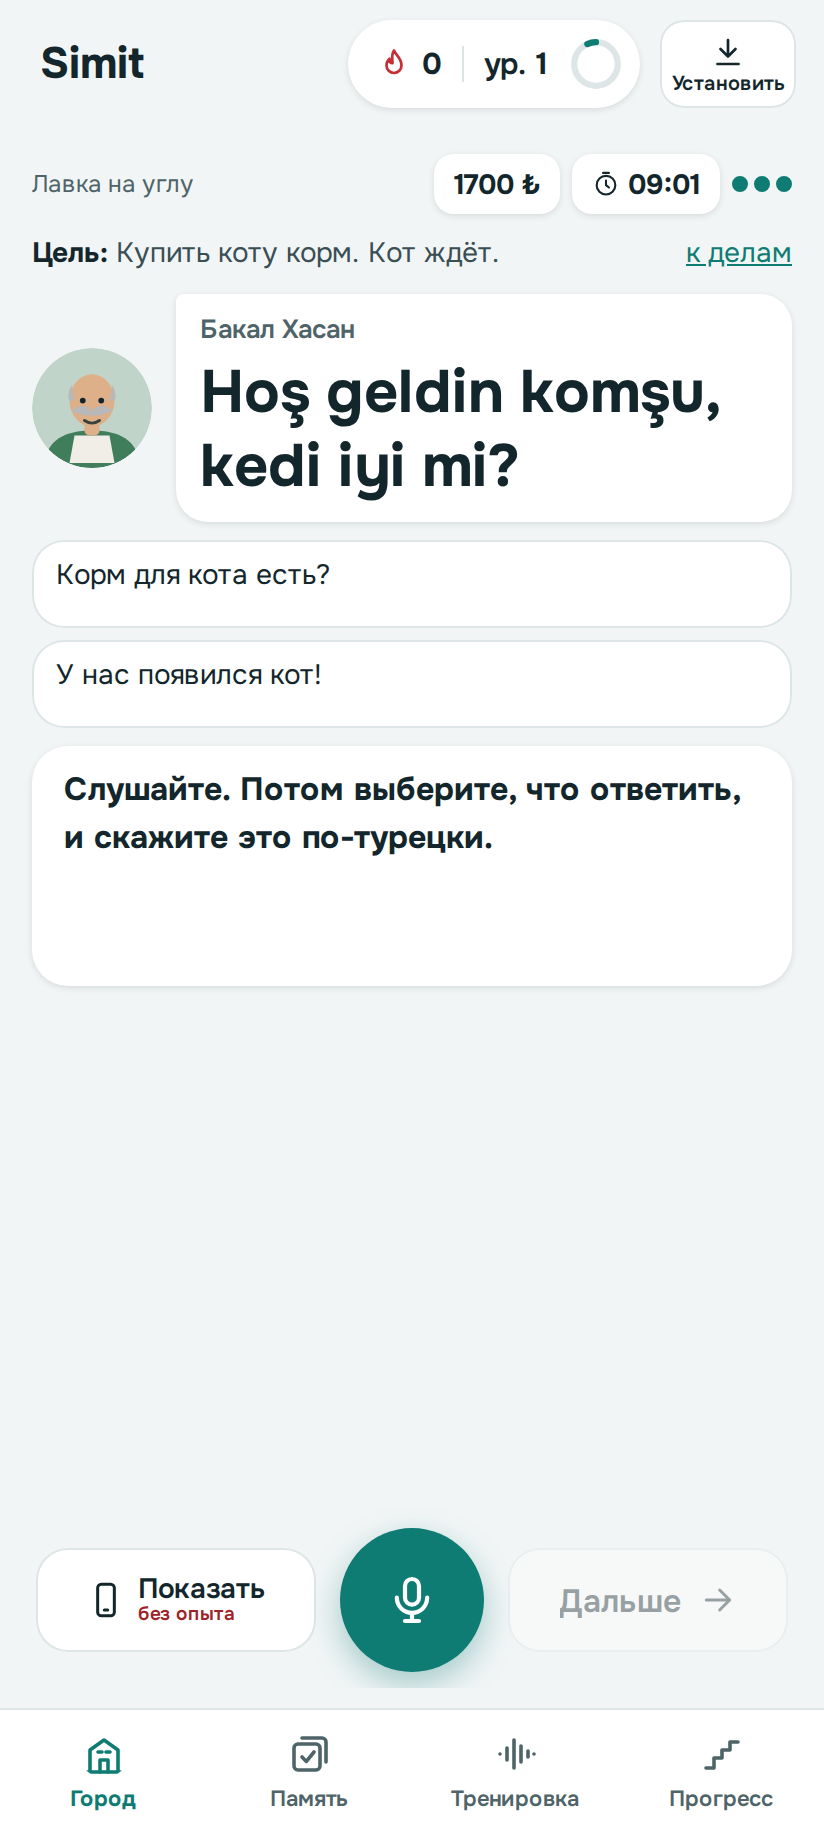 Simit
0
ур. 1
Установить
Лавка на углу
1700 ₺
09:01
Цель: Купить коту корм. Кот ждёт.
к делам
Бакал Хасан
Hoş geldin komşu,
kedi iyi mi?
Корм для кота есть?
У нас появился кот!
Слушайте. Потом выберите, что ответить,
и скажите это по-турецки.
Показать
без опыта
Дальше
Город
Память
Тренировка
Прогресс